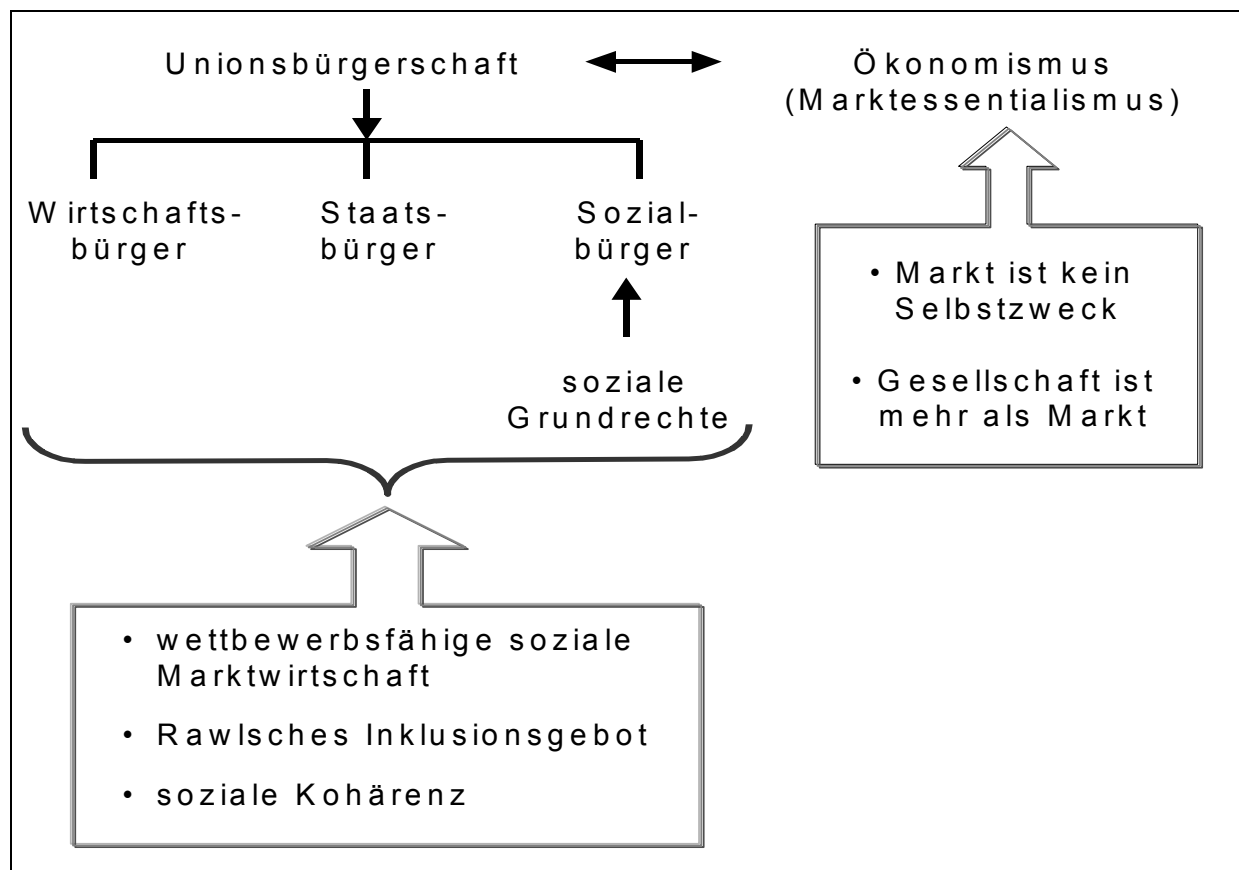 Unionsbürgerschaft
Ökonomismus
(Marktessentialismus)
Wirtschafts-
bürger
Staats-
bürger
Sozial-
bürger
soziale
Grundrechte
• Markt ist kein
Selbstzweck
• Gesellschaft ist
mehr als Markt
• wettbewerbsfähige soziale
Marktwirtschaft
• Rawlsches Inklusionsgebot
• soziale Kohärenz